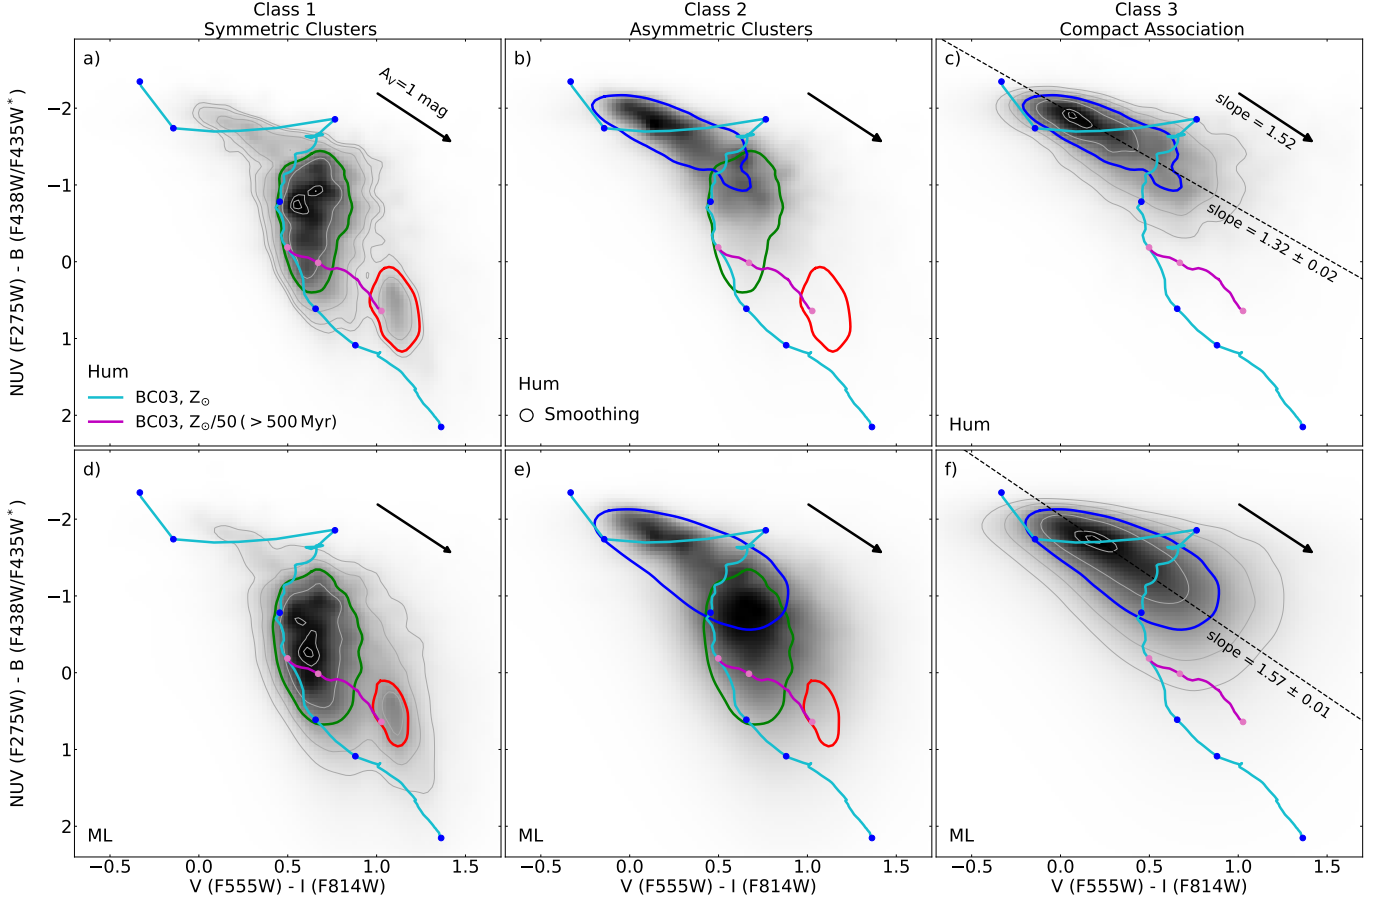 Class 1
Symmetric Clusters
Class 2
Asymmetric Clusters
Class 3
Compact Association
a)
A_V=1 mag
b)
c)
slope = 1.52
slope = 1.32 ± 0.02
NUV (F275W) - B (F438W/F435W*)
−2
−1
0
1
2
Hum
BC03, Z⊙
BC03, Z⊙/50 ( > 500 Myr)
Hum
Smoothing
Hum
d)
e)
f)
slope = 1.57 ± 0.01
NUV (F275W) - B (F438W/F435W*)
−2
−1
0
1
2
ML
ML
ML
−0.5 0.0 0.5 1.0 1.5
−0.5 0.0 0.5 1.0 1.5
−0.5 0.0 0.5 1.0 1.5
V (F555W) - I (F814W)
V (F555W) - I (F814W)
V (F555W) - I (F814W)